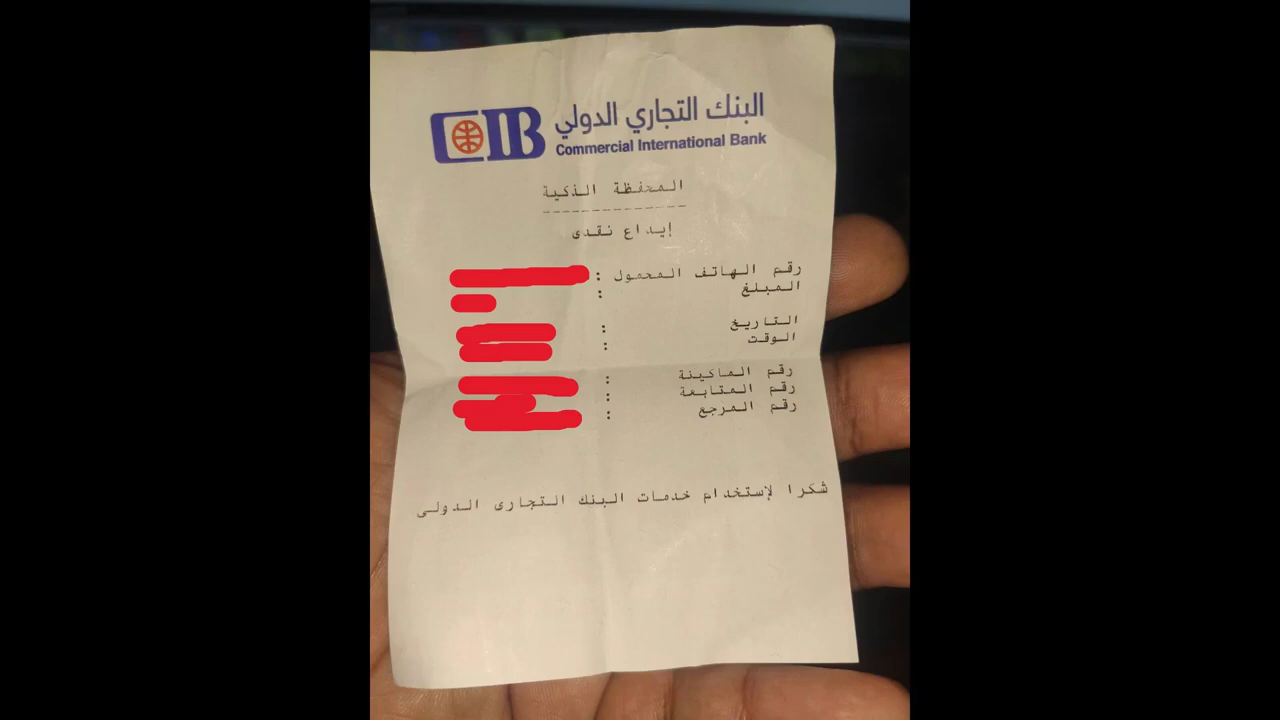 CIB
البنك التجاري الدولي
Commercial International Bank
المحفظة الذكية
--------------
إيداع نقدى
رقم الهاتف المحمول :
المبلغ :
التاريخ :
الوقت :
رقم الماكينة :
رقم المتابعة :
رقم المرجع :
شكرا لإستخدام خدمات البنك التجارى الدولى